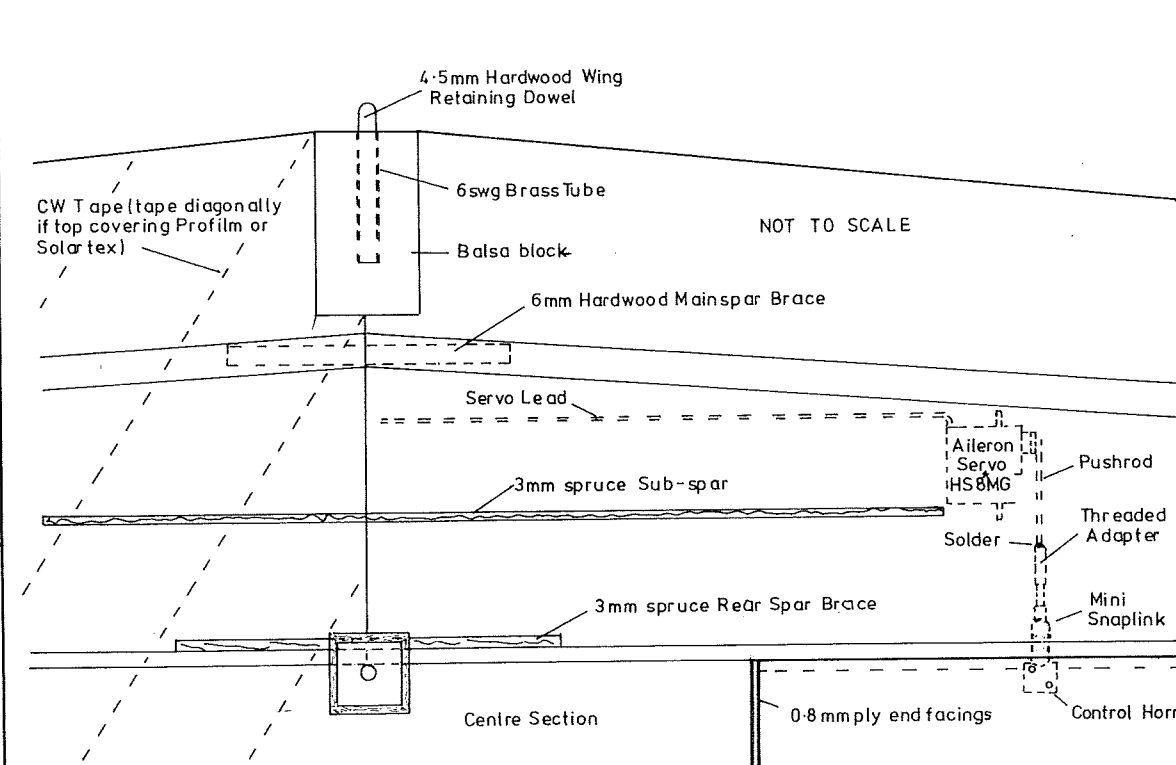 4·5mm Hardwood Wing
Retaining Dowel
6swg Brass Tube
CW Tape (tape diagonally
if top covering Profilm or
Solartex)
NOT TO SCALE
Balsa block
6mm Hardwood Mainspar Brace
Servo Lead
Aileron
Servo
HS8MG
Pushrod
3mm spruce Sub-spar
Threaded
Adapter
Solder
Mini
Snaplink
3mm spruce Rear Spar Brace
Centre Section
0·8mm ply end facings
Control Horn